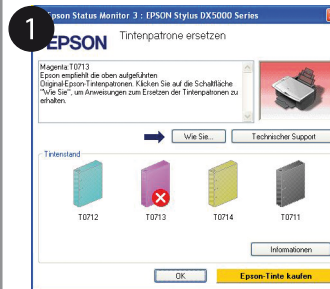 1
Epson Status Monitor 3 : EPSON Stylus DX5000 Series
EPSON
Tintenpatrone ersetzen
Magenta:T0713
Epson empfiehlt die oben aufgeführten
Original-Epson-Tintenpatronen. Klicken Sie auf die Schaltfläche
"Wie Sie", um Anweisungen zum Ersetzen der Tintenpatronen zu
erhalten.
Wie Sie...
Technischer Support
Tintenstand
T0712
T0713
T0714
T0711
Informationen
OK
Epson-Tinte kaufen